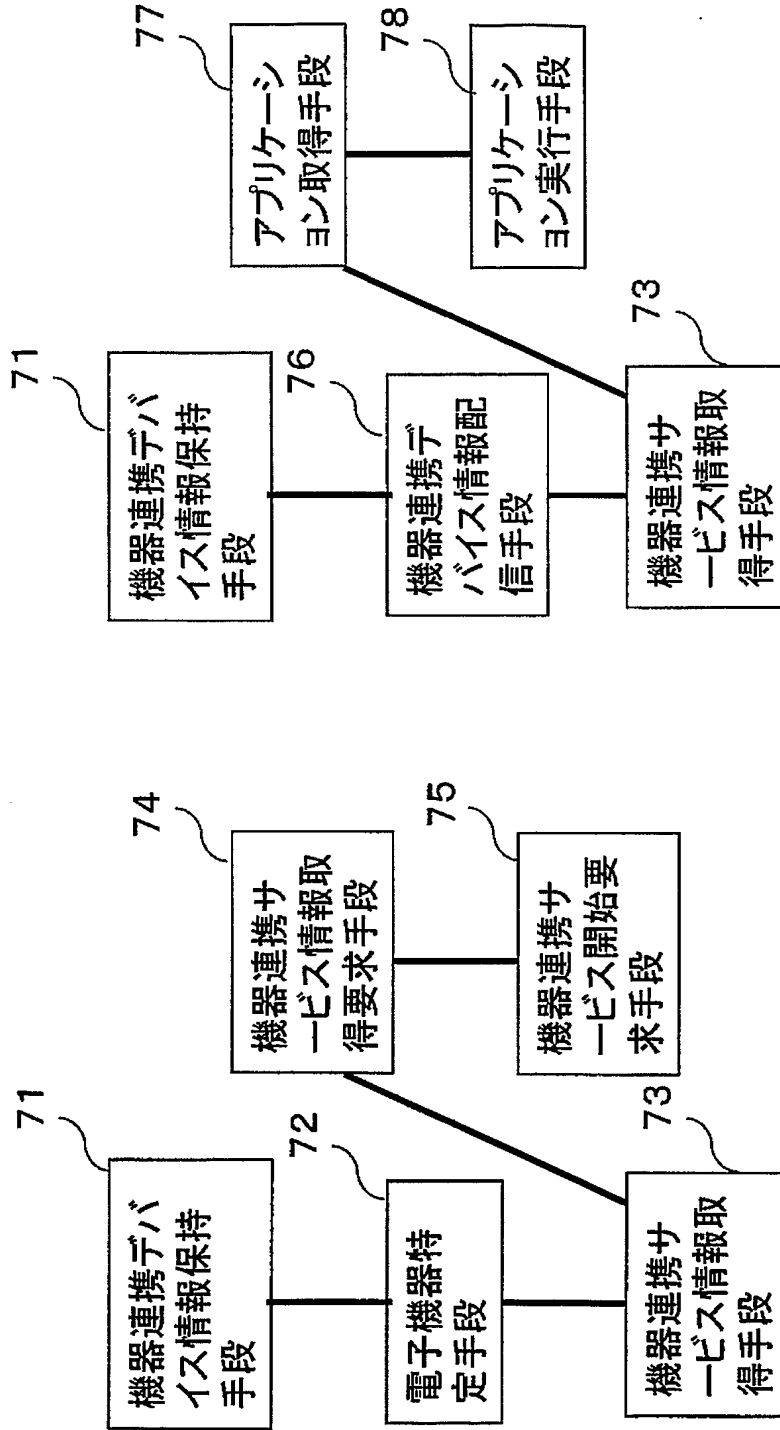 71
機器連携デバ
イス情報保持
手段
72
電子機器特
定手段
73
機器連携サ
ービス情報取
得手段
74
機器連携サ
ービス情報取
得要求手段
75
機器連携サ
ービス開始要
求手段
71
機器連携デバ
イス情報保持
手段
76
機器連携デ
バイス情報配
信手段
73
機器連携サ
ービス情報取
得手段
77
アプリケーシ
ョン取得手段
78
アプリケーシ
ョン実行手段